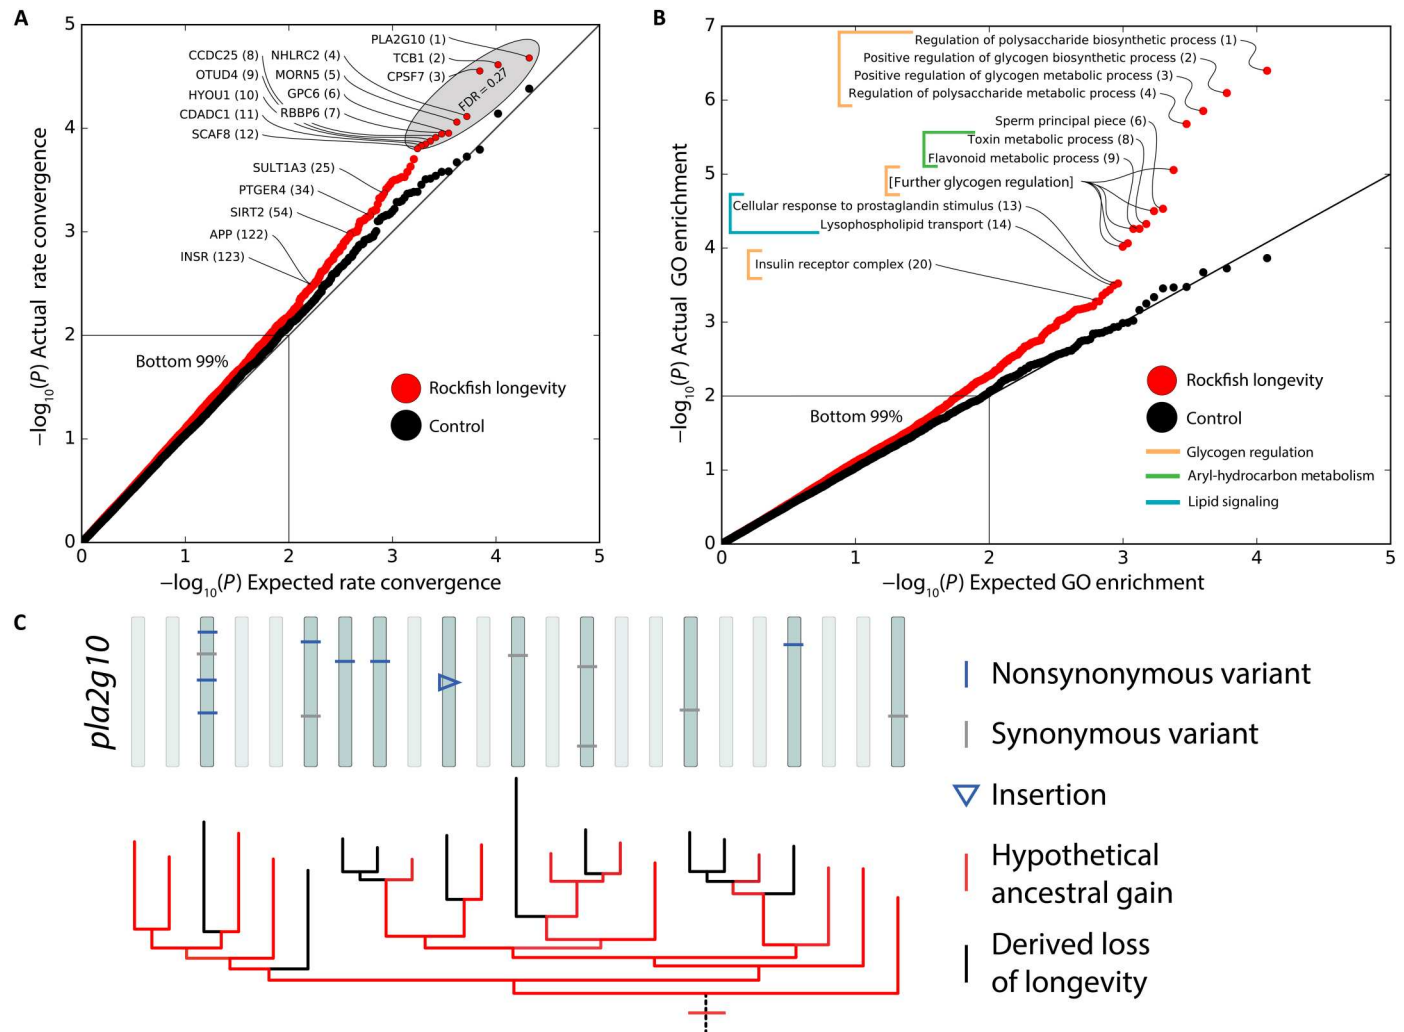 A
5
4
3
2
1
0
0
1
2
3
4
5
−log10(P) Actual rate convergence
−log10(P) Expected rate convergence
PLA2G10 (1)
TCB1 (2)
CPSF7 (3)
NHLRC2 (4)
MORN5 (5)
GPC6 (6)
RBBP6 (7)
CCDC25 (8)
OTUD4 (9)
HYOU1 (10)
CDADC1 (11)
SCAF8 (12)
FDR = 0.27
SULT1A3 (25)
PTGER4 (34)
SIRT2 (54)
APP (122)
INSR (123)
Bottom 99%
Rockfish longevity
Control
B
7
6
5
4
3
2
1
0
0
1
2
3
4
5
−log10(P) Actual GO enrichment
−log10(P) Expected GO enrichment
Regulation of polysaccharide biosynthetic process (1)
Positive regulation of glycogen biosynthetic process (2)
Positive regulation of glycogen metabolic process (3)
Regulation of polysaccharide metabolic process (4)
Sperm principal piece (6)
Toxin metabolic process (8)
Flavonoid metabolic process (9)
[Further glycogen regulation]
Cellular response to prostaglandin stimulus (13)
Lysophospholipid transport (14)
Insulin receptor complex (20)
Bottom 99%
Rockfish longevity
Control
Glycogen regulation
Aryl-hydrocarbon metabolism
Lipid signaling
C
pla2g10
Nonsynonymous variant
Synonymous variant
Insertion
Hypothetical
ancestral gain
Derived loss
of longevity